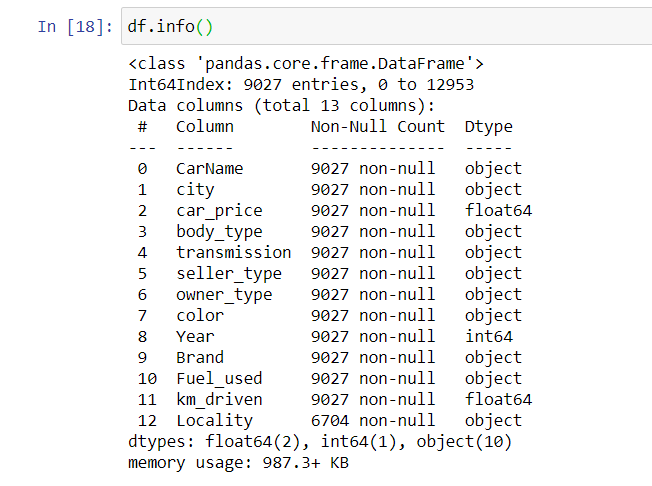 In [18]: df.info()
<class 'pandas.core.frame.DataFrame'>
Int64Index: 9027 entries, 0 to 12953
Data columns (total 13 columns):
 #   Column        Non-Null Count  Dtype
---  ------        --------------  -----
 0   CarName       9027 non-null   object
 1   city          9027 non-null   object
 2   car_price     9027 non-null   float64
 3   body_type     9027 non-null   object
 4   transmission  9027 non-null   object
 5   seller_type   9027 non-null   object
 6   owner_type    9027 non-null   object
 7   color         9027 non-null   object
 8   Year          9027 non-null   int64
 9   Brand         9027 non-null   object
 10  Fuel_used     9027 non-null   object
 11  km_driven     9027 non-null   float64
 12  Locality      6704 non-null   object
dtypes: float64(2), int64(1), object(10)
memory usage: 987.3+ KB